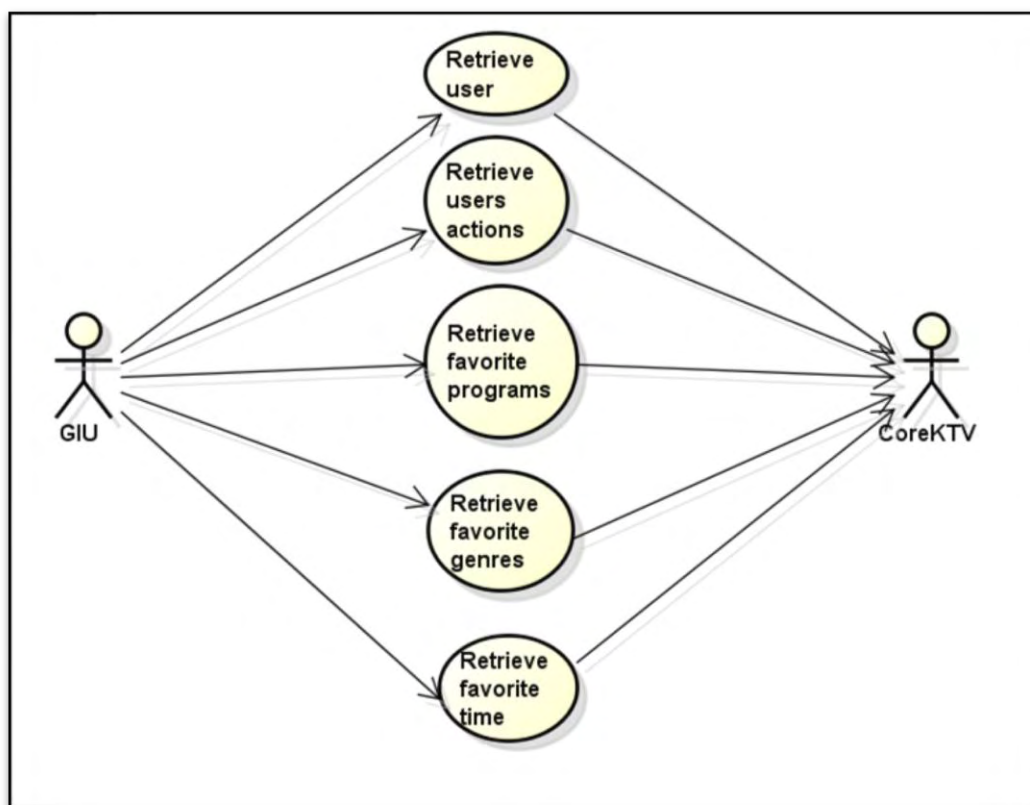 Retrieve
user
Retrieve
users
actions
Retrieve
favorite
programs
GIU
CoreKTV
Retrieve
favorite
genres
Retrieve
favorite
time